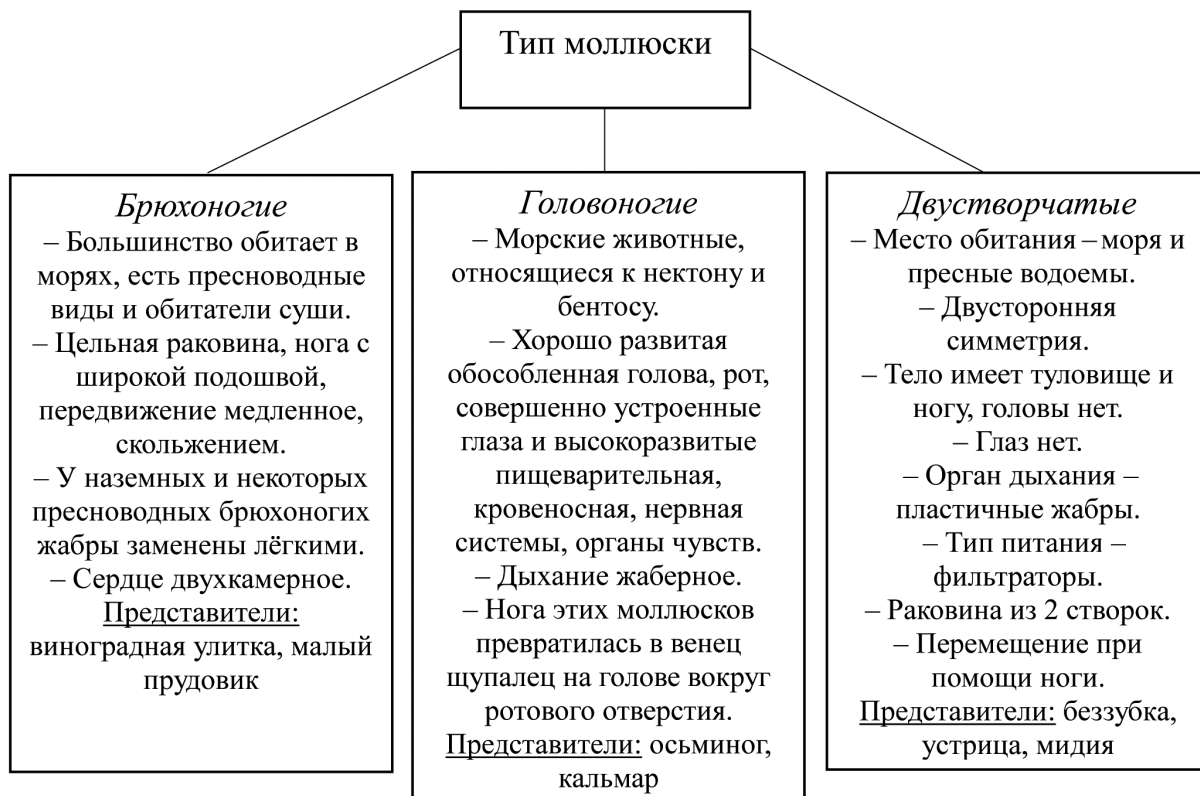 Тип моллюски
Брюхоногие
– Большинство обитает в
морях, есть пресноводные
виды и обитатели суши.
– Цельная раковина, нога с
широкой подошвой,
передвижение медленное,
скольжением.
– У наземных и некоторых
пресноводных брюхоногих
жабры заменены лёгкими.
– Сердце двухкамерное.
Представители:
виноградная улитка, малый
прудовик
Головоногие
– Морские животные,
относящиеся к нектону и
бентосу.
– Хорошо развитая
обособленная голова, рот,
совершенно устроенные
глаза и высокоразвитые
пищеварительная,
кровеносная, нервная
системы, органы чувств.
– Дыхание жаберное.
– Нога этих моллюсков
превратилась в венец
щупалец на голове вокруг
ротового отверстия.
Представители: осьминог,
кальмар
Двустворчатые
– Место обитания – моря и
пресные водоемы.
– Двусторонняя
симметрия.
– Тело имеет туловище и
ногу, головы нет.
– Глаз нет.
– Орган дыхания –
пластичные жабры.
– Тип питания –
фильтраторы.
– Раковина из 2 створок.
– Перемещение при
помощи ноги.
Представители: беззубка,
устрица, мидия